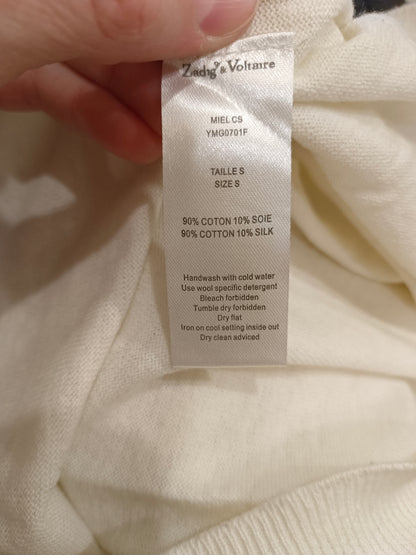 Zadig & Voltaire
MIEL CS
YMG0701F
TAILLE S
SIZE S
90% COTON 10% SOIE
90% COTTON 10% SILK
Handwash with cold water
Use wool specific detergent
Bleach forbidden
Tumble dry forbidden
Dry flat
Iron on cool setting inside out
Dry clean adviced